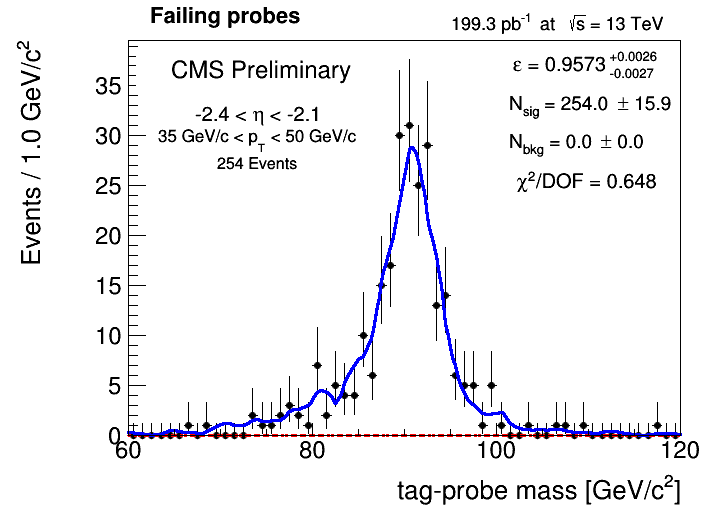 Failing probes
199.3 pb⁻¹ at √s = 13 TeV
CMS Preliminary
-2.4 < η < -2.1
35 GeV/c < p_T < 50 GeV/c
254 Events
ε = 0.9573 +0.0026 -0.0027
N_sig = 254.0 ± 15.9
N_bkg = 0.0 ± 0.0
χ²/DOF = 0.648
Events / 1.0 GeV/c²
35
30
25
20
15
10
5
0
60 80 100 120
tag-probe mass [GeV/c²]